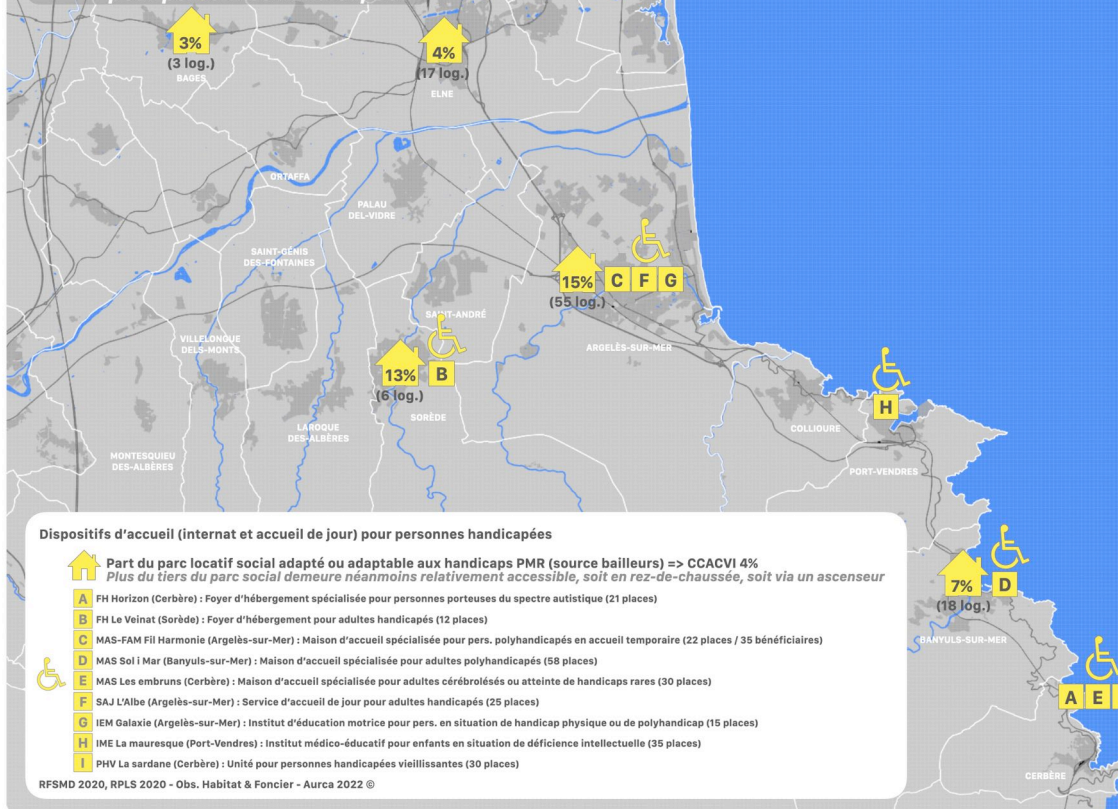 3%
(3 log.)
BAGES
4%
(17 log.)
ELNE
ORTAFFA
PALAU
DEL-VIDRE
SAINT-GÉNIS
DES-FONTAINES
15%
C F G
(55 log.)
SAINT-ANDRÉ
ARGELÈS-SUR-MER
VILLELONGUE
DELS-MONTS
13%
B
(6 log.)
SORÈDE
H
LAROQUE
DES-ALBÈRES
COLLIOURE
MONTESQUIEU
DES-ALBÈRES
PORT-VENDRES
7%
D
(18 log.)
BANYULS-SUR-MER
A E
CERBÈRE
Dispositifs d'accueil (internat et accueil de jour) pour personnes handicapées
Part du parc locatif social adapté ou adaptable aux handicaps PMR (source bailleurs) => CCACVI 4%
Plus du tiers du parc social demeure néanmoins relativement accessible, soit en rez-de-chaussée, soit via un ascenseur
A FH Horizon (Cerbère) : Foyer d'hébergement spécialisée pour personnes porteuses du spectre autistique (21 places)
B FH Le Veinat (Sorède) : Foyer d'hébergement pour adultes handicapés (12 places)
C MAS-FAM Fil Harmonie (Argelès-sur-Mer) : Maison d'accueil spécialisée pour pers. polyhandicapés en accueil temporaire (22 places / 35 bénéficiaires)
D MAS Sol i Mar (Banyuls-sur-Mer) : Maison d'accueil spécialisée pour adultes polyhandicapés (58 places)
E MAS Les embruns (Cerbère) : Maison d'accueil spécialisée pour adultes cérébrolésés ou atteinte de handicaps rares (30 places)
F SAJ L'Albe (Argelès-sur-Mer) : Service d'accueil de jour pour adultes handicapés (25 places)
G IEM Galaxie (Argelès-sur-Mer) : Institut d'éducation motrice pour pers. en situation de handicap physique ou de polyhandicap (15 places)
H IME La mauresque (Port-Vendres) : Institut médico-éducatif pour enfants en situation de déficience intellectuelle (35 places)
I PHV La sardane (Cerbère) : Unité pour personnes handicapées vieillissantes (30 places)
RFSMD 2020, RPLS 2020 - Obs. Habitat & Foncier - Aurca 2022 ©